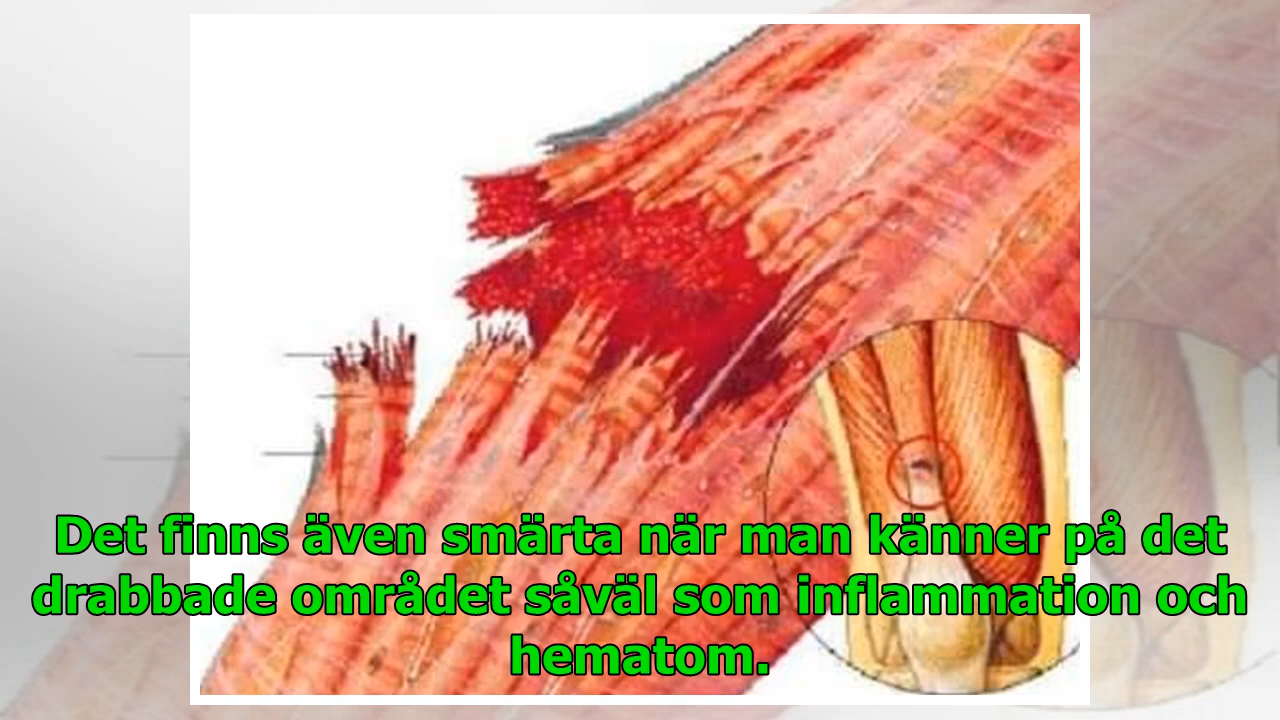 Det finns även smärta när man känner på det
drabbade området såväl som inflammation och
hematom.